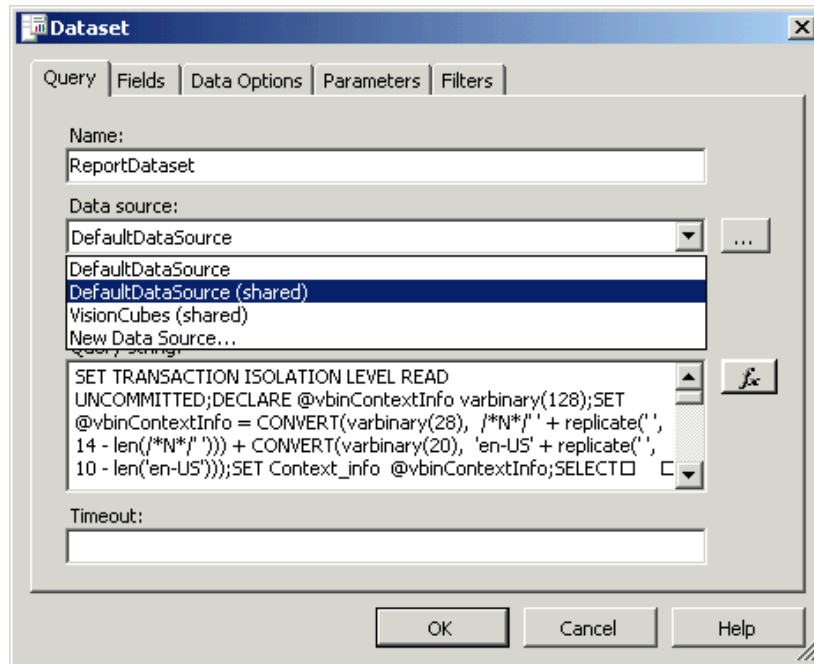 Dataset
Query Fields Data Options Parameters Filters
Name:
ReportDataset
Data source:
DefaultDataSource
...
DefaultDataSource
DefaultDataSource (shared)
VisionCubes (shared)
New Data Source...
Query string:
SET TRANSACTION ISOLATION LEVEL READ
UNCOMMITTED;DECLARE @vbinContextInfo varbinary(128);SET
@vbinContextInfo = CONVERT(varbinary(28),  /*N*/' ' + replicate(' ',
14 - len(/*N*/' '))) + CONVERT(varbinary(20),  'en-US' + replicate(' ',
10 - len('en-US')));SET Context_info  @vbinContextInfo;SELECT□    □
fx
Timeout:
OK Cancel Help